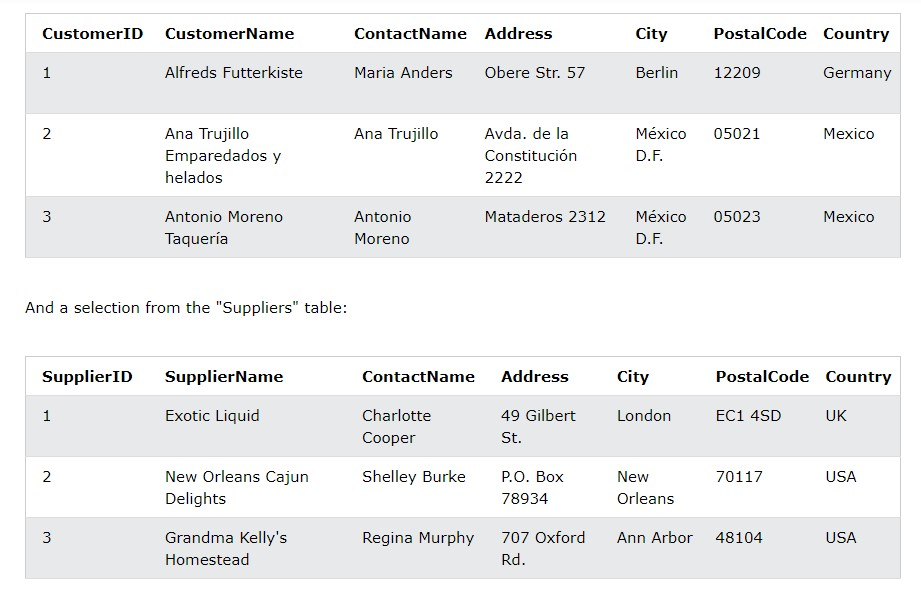 CustomerID CustomerName ContactName Address City PostalCode Country
1 Alfreds Futterkiste Maria Anders Obere Str. 57 Berlin 12209 Germany
2 Ana Trujillo Ana Trujillo Avda. de la México 05021 Mexico
Emparedados y Constitución D.F.
helados 2222
3 Antonio Moreno Antonio Mataderos 2312 México 05023 Mexico
Taquería Moreno D.F.
And a selection from the "Suppliers" table:
SupplierID SupplierName ContactName Address City PostalCode Country
1 Exotic Liquid Charlotte 49 Gilbert London EC1 4SD UK
Cooper St.
2 New Orleans Cajun Shelley Burke P.O. Box New 70117 USA
Delights 78934 Orleans
3 Grandma Kelly's Regina Murphy 707 Oxford Ann Arbor 48104 USA
Homestead Rd.